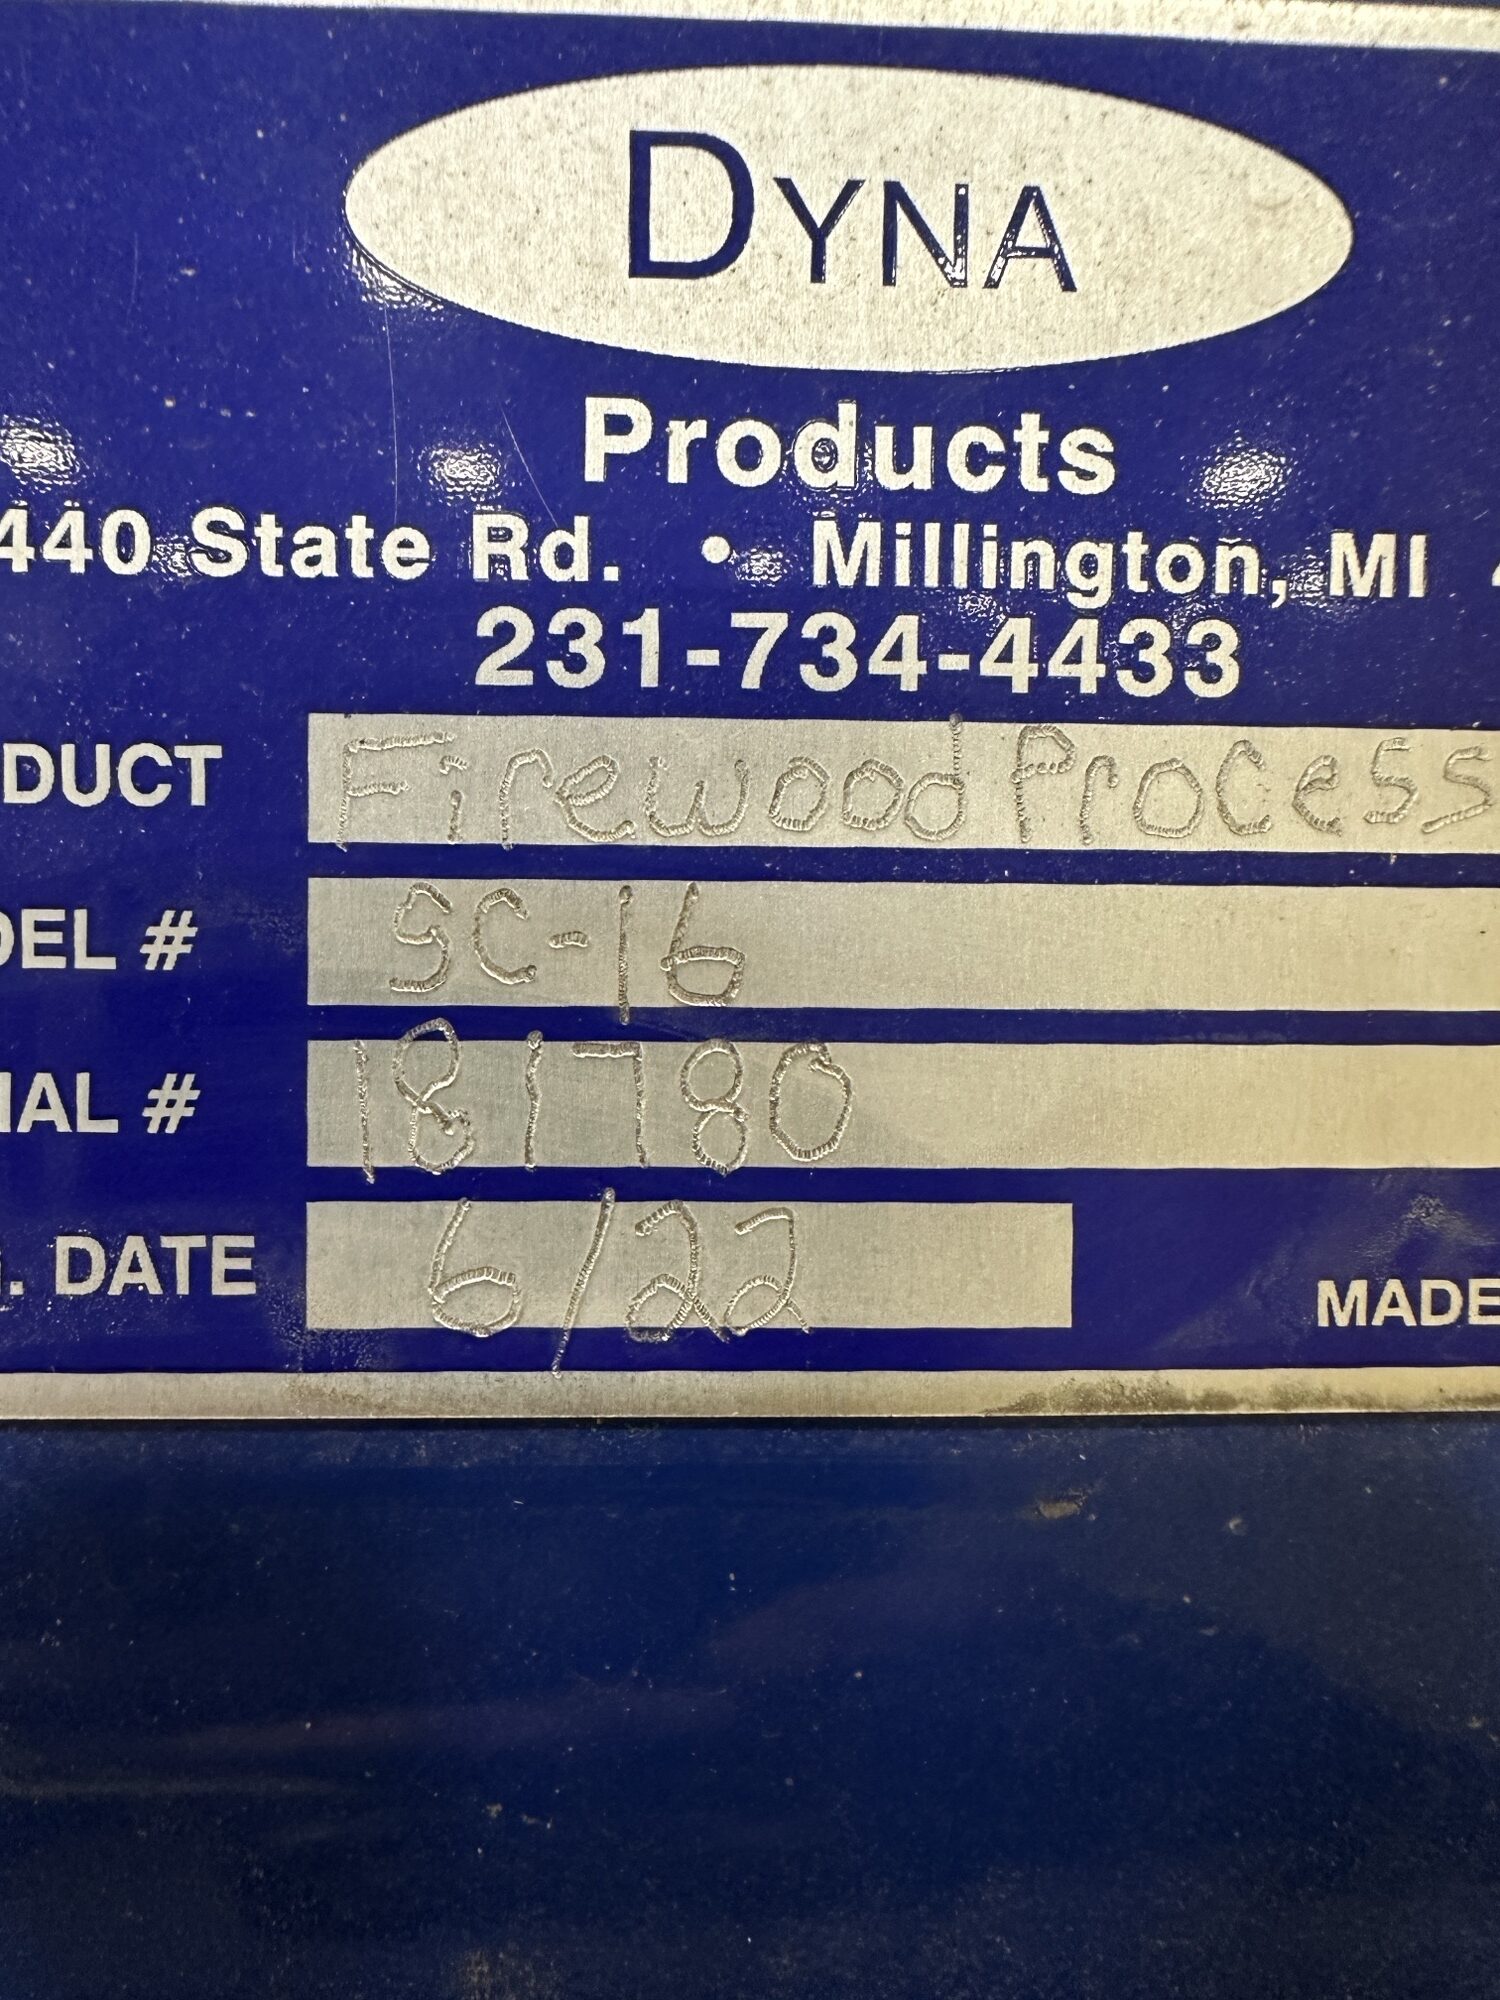 DYNA
Products
440 State Rd. • Millington, MI
231-734-4433
DUCT Firewood Process
DEL # SC-16
IAL # 181780
. DATE 6/22
MADE